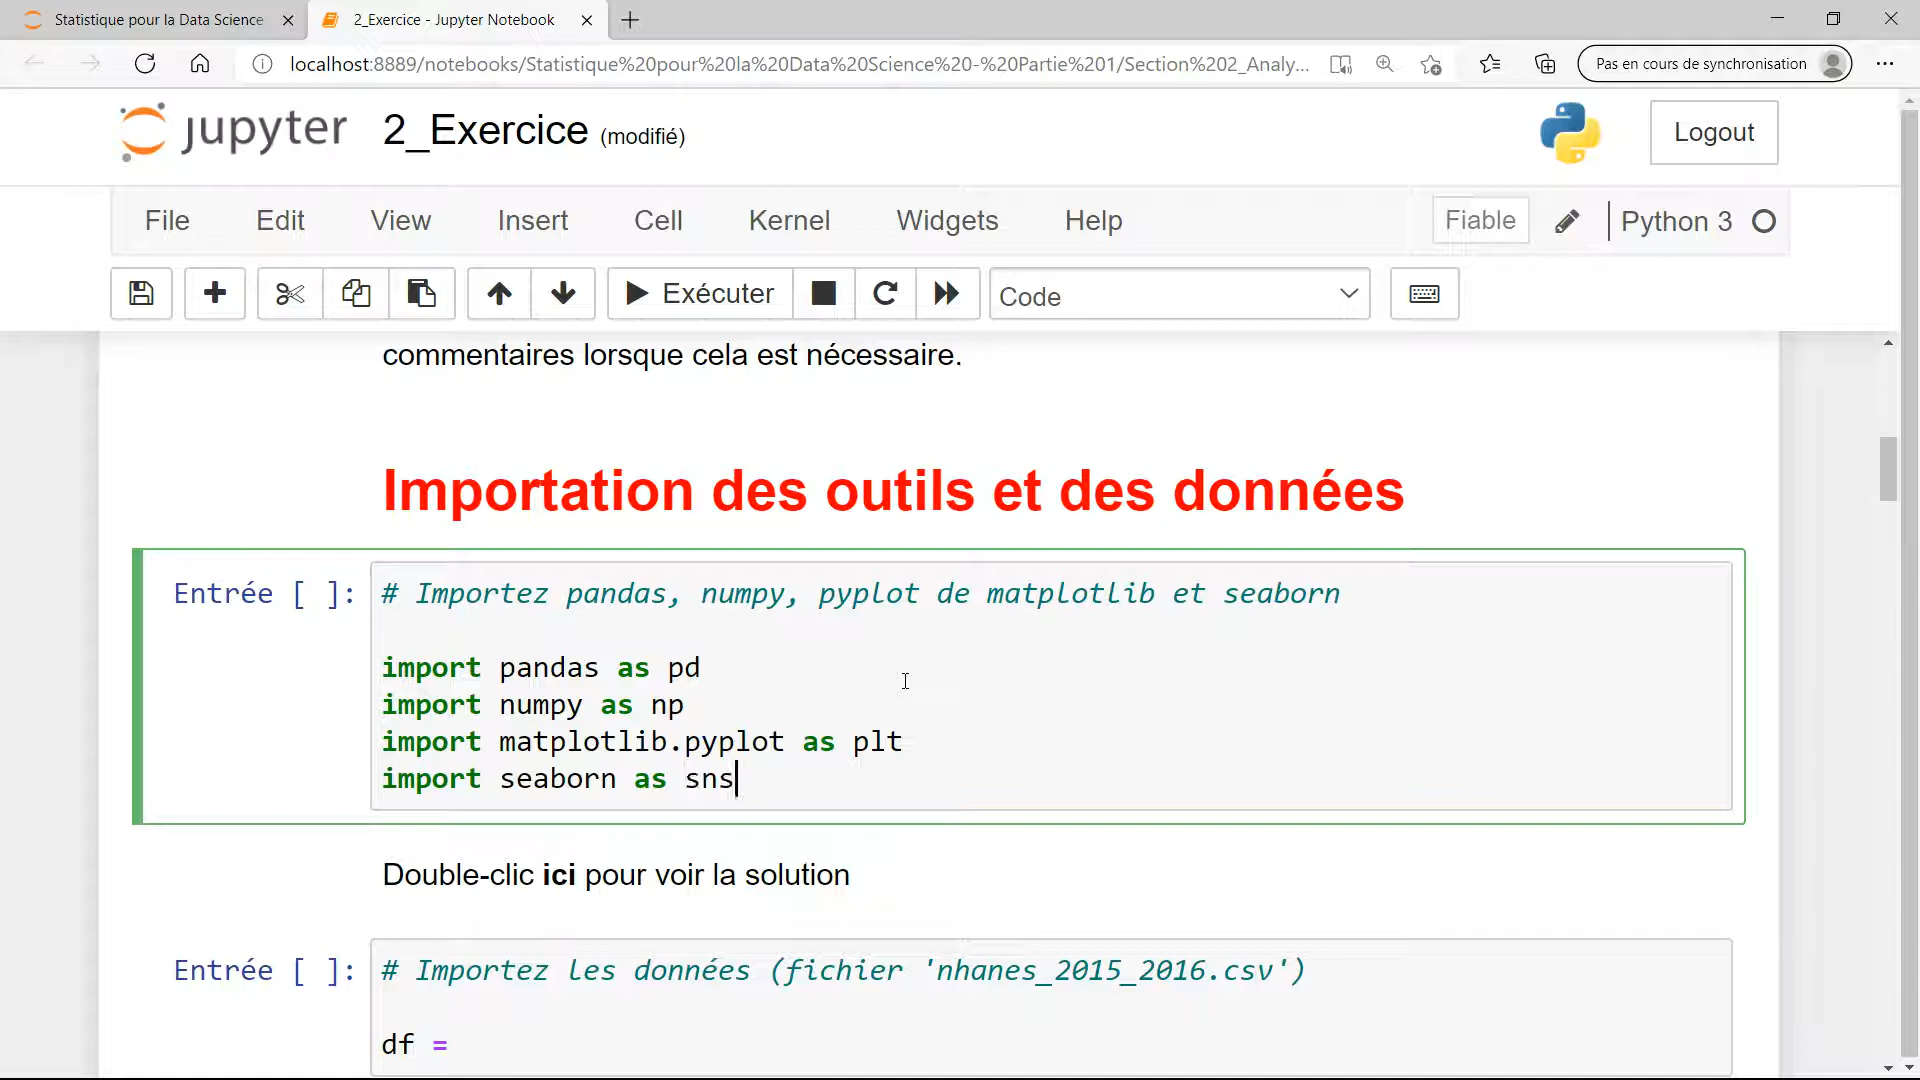 Statistique pour la Data Science
2_Exercice - Jupyter Notebook
localhost:8889/notebooks/Statistique%20pour%20la%20Data%20Science%20-%20Partie%201/Section%202_Analy...
Pas en cours de synchronisation
jupyter 2_Exercice (modifié)
Logout
File Edit View Insert Cell Kernel Widgets Help
Fiable
Python 3
Exécuter
Code
commentaires lorsque cela est nécessaire.
Importation des outils et des données
Entrée [ ]: # Importez pandas, numpy, pyplot de matplotlib et seaborn
import pandas as pd
import numpy as np
import matplotlib.pyplot as plt
import seaborn as sns
Double-clic ici pour voir la solution
Entrée [ ]: # Importez les données (fichier 'nhanes_2015_2016.csv')
df =